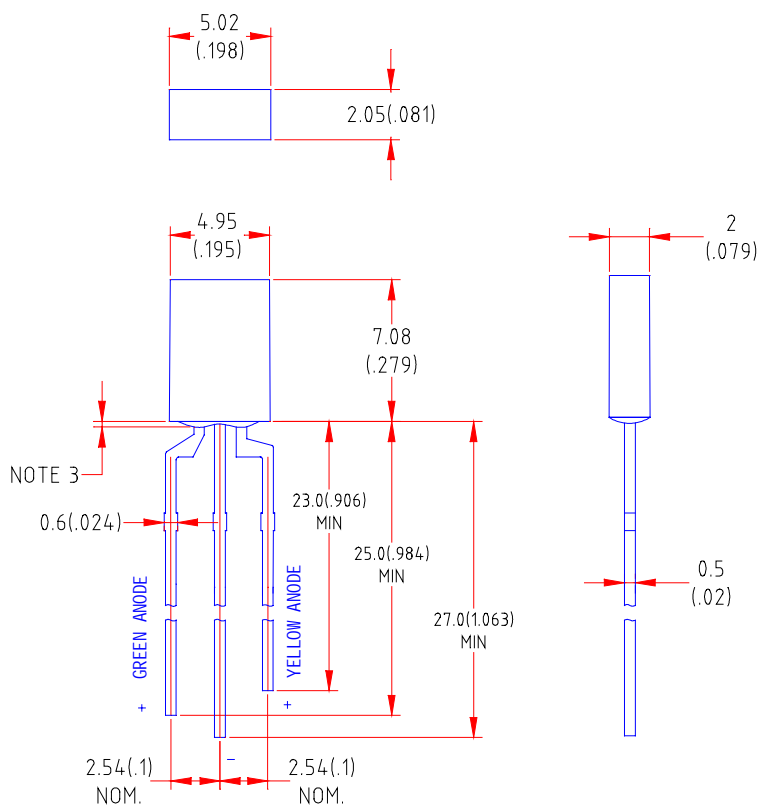 5.02
(.198)
2.05(.081)
4.95
(.195)
2
(.079)
7.08
(.279)
NOTE 3
23.0(.906)
MIN
0.6(.024)
25.0(.984)
MIN
0.5
(.02)
27.0(1.063)
MIN
GREEN ANODE
YELLOW ANODE
+
+
-
2.54(.1)
NOM.
2.54(.1)
NOM.